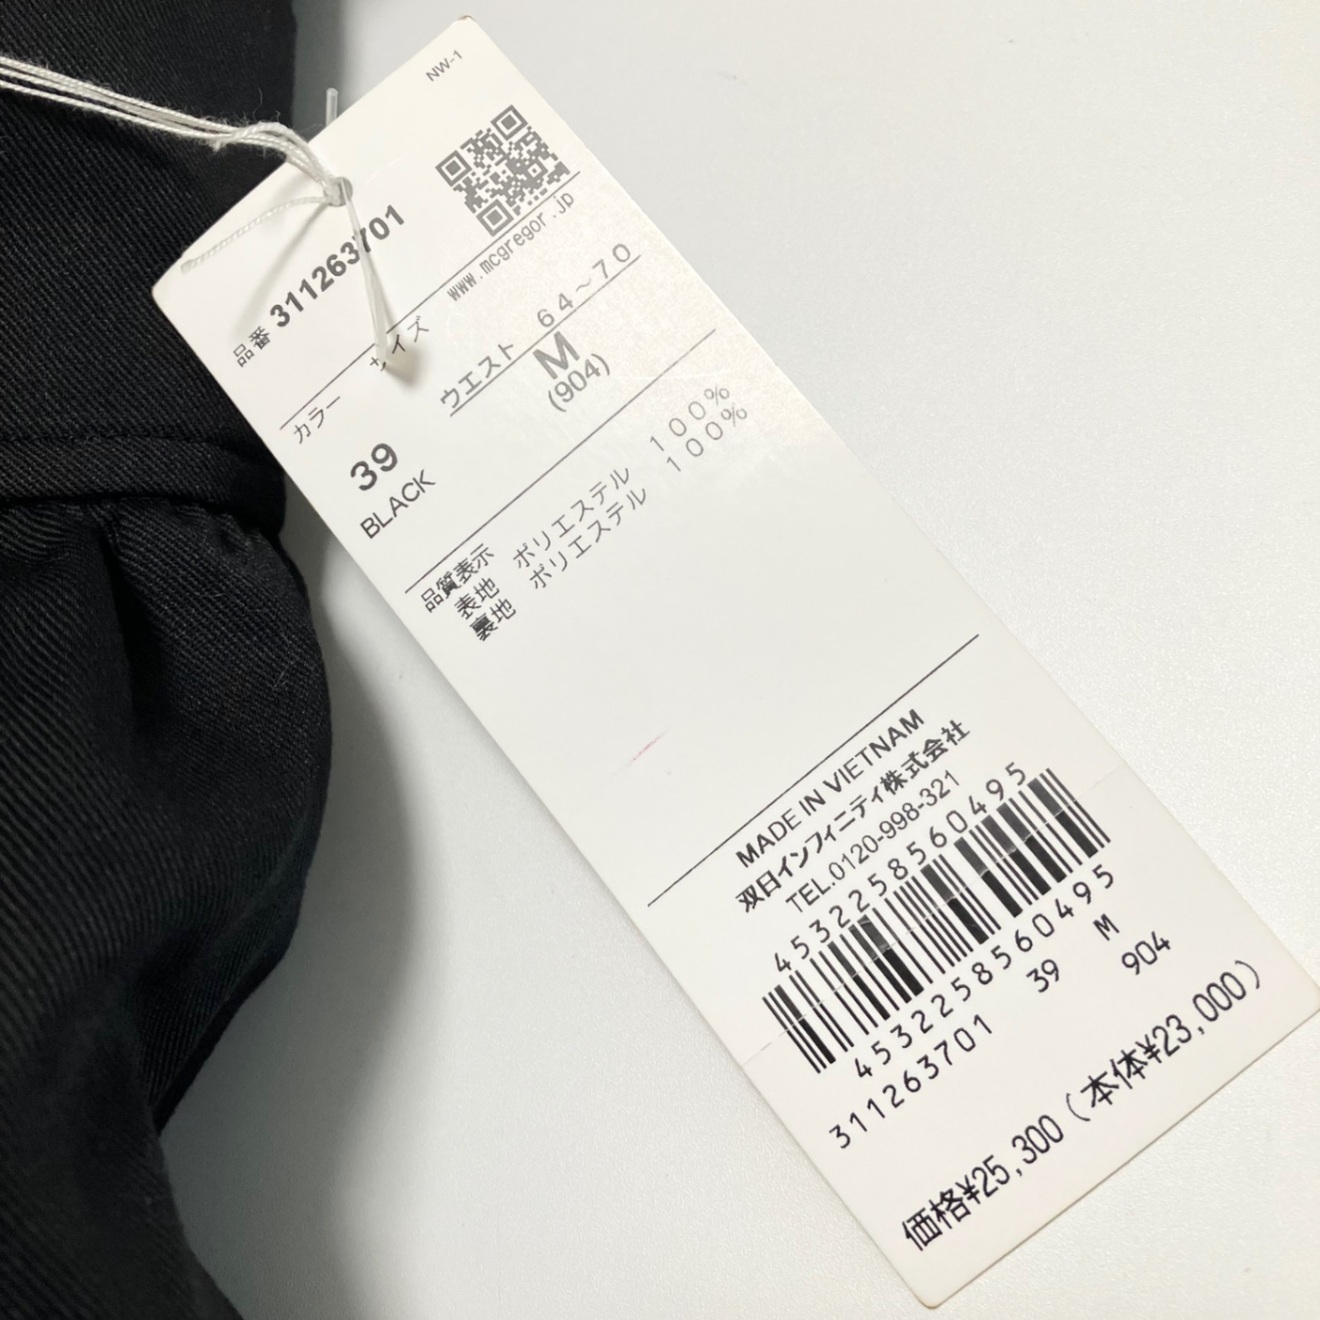 NW-1
品番 311263701
www.mcgregor.jp
カラー サイズ
ウエスト 64~70
39 M
BLACK (904)
品質表示
表地 ポリエステル 100%
裏地 ポリエステル 100%
MADE IN VIETNAM
双日インフィニティ株式会社
TEL.0120-998-321
4532258560495
4532258560495
311263701 39 M
904
価格¥25,300(本体¥23,000)